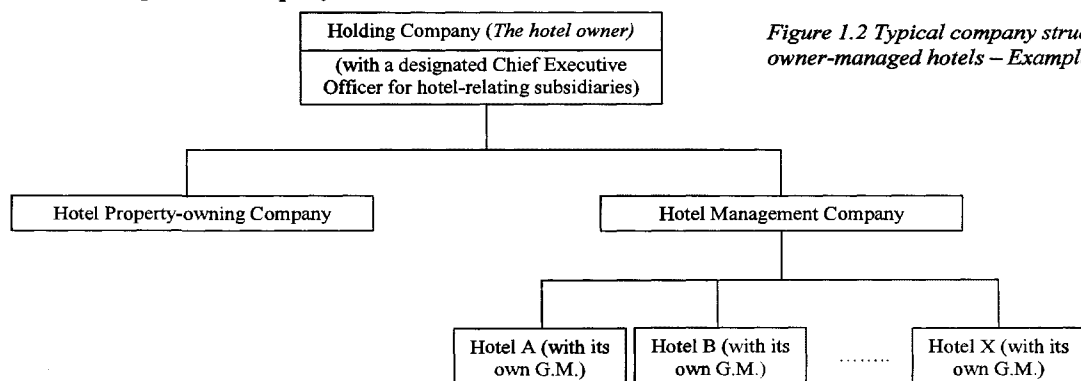 Holding Company (The hotel owner)
(with a designated Chief Executive
Officer for hotel-relating subsidiaries)
Figure 1.2 Typical company
owner-managed hotels – Example
Hotel Property-owning Company
Hotel Management Company
Hotel A (with its
own G.M.)
Hotel B (with its
own G.M.)
........
Hotel X (with its
own G.M.)